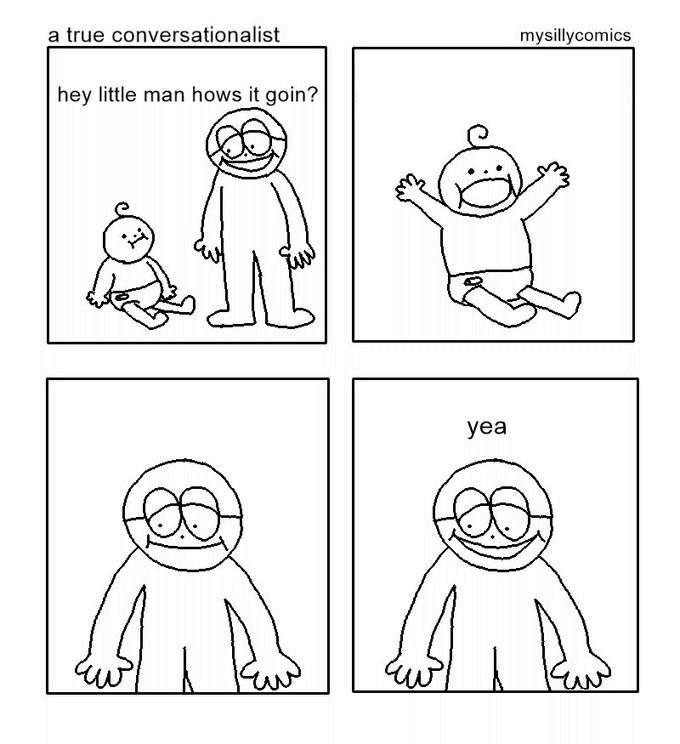 a true conversationalist
mysillycomics
hey little man hows it goin?
yea